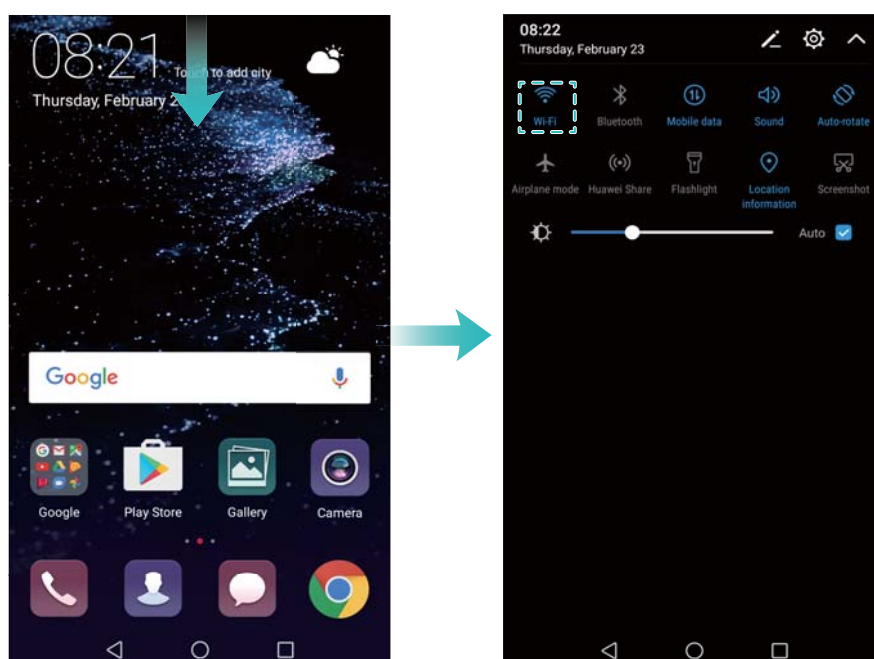 08:21
Touch to add city
Thursday, February 2
Google
Google
Play Store
Gallery
Camera
08:22
Thursday, February 23
Wi-Fi
Bluetooth
Mobile data
Sound
Auto-rotate
Airplane mode
Huawei Share
Flashlight
Location
information
Screenshot
Auto